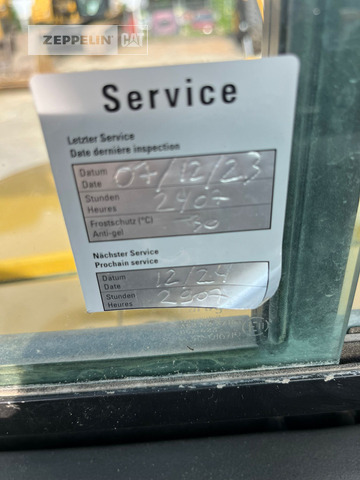 ZEPPELIN CAT
Service
Letzter Service
Date dernière inspection
Datum
Date
07/12/23
Stunden
Heures
2407
Frostschutz (°C)
Anti-gel
-30
Nächster Service
Prochain service
Datum
Date
12/24
Stunden
Heures
2907